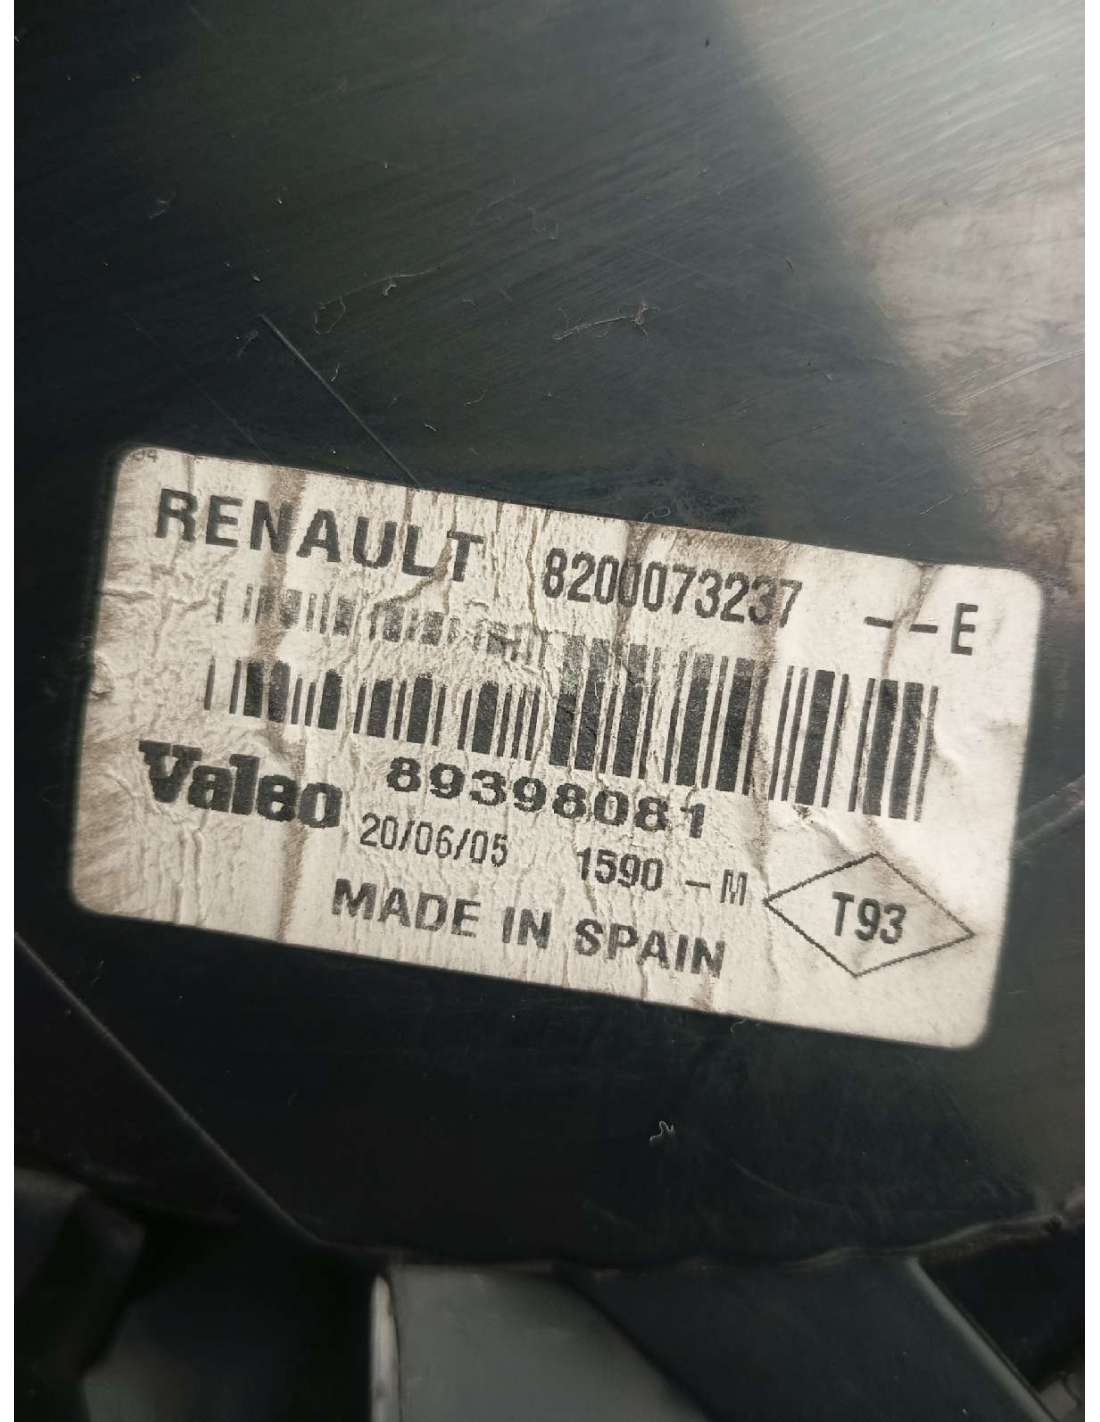 RENAULT 8200073237 --E
Valeo 89398081
20/06/05 1590 -M
T93
MADE IN SPAIN